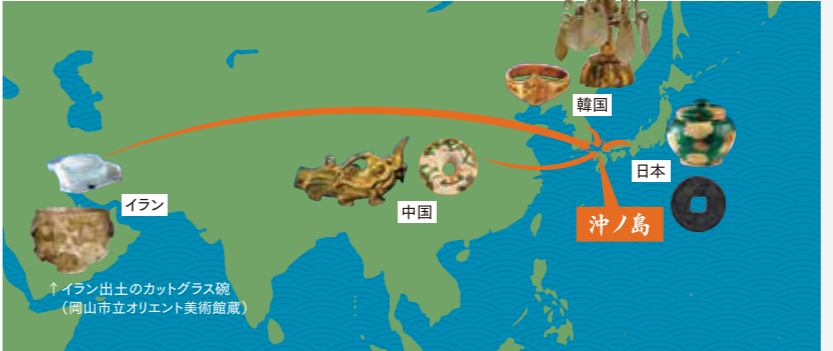 韓国
日本
イラン
中国
沖ノ島
↑イラン出土のカットグラス碗
（岡山市立オリエント美術館蔵）